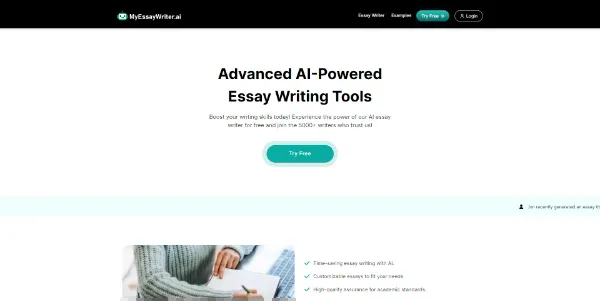 MyEssayWriter.ai
Essay Writer
Examples
Try Free
Login
Advanced AI-Powered
Essay Writing Tools
Boost your writing skills today! Experience the power of our AI essay
writer for free and join the 5000+ writers who trust us!
Try Free
recently generated an essay
Time-saving essay writing with AI.
Customizable essays to fit your needs
High-quality assurance for academic standards.